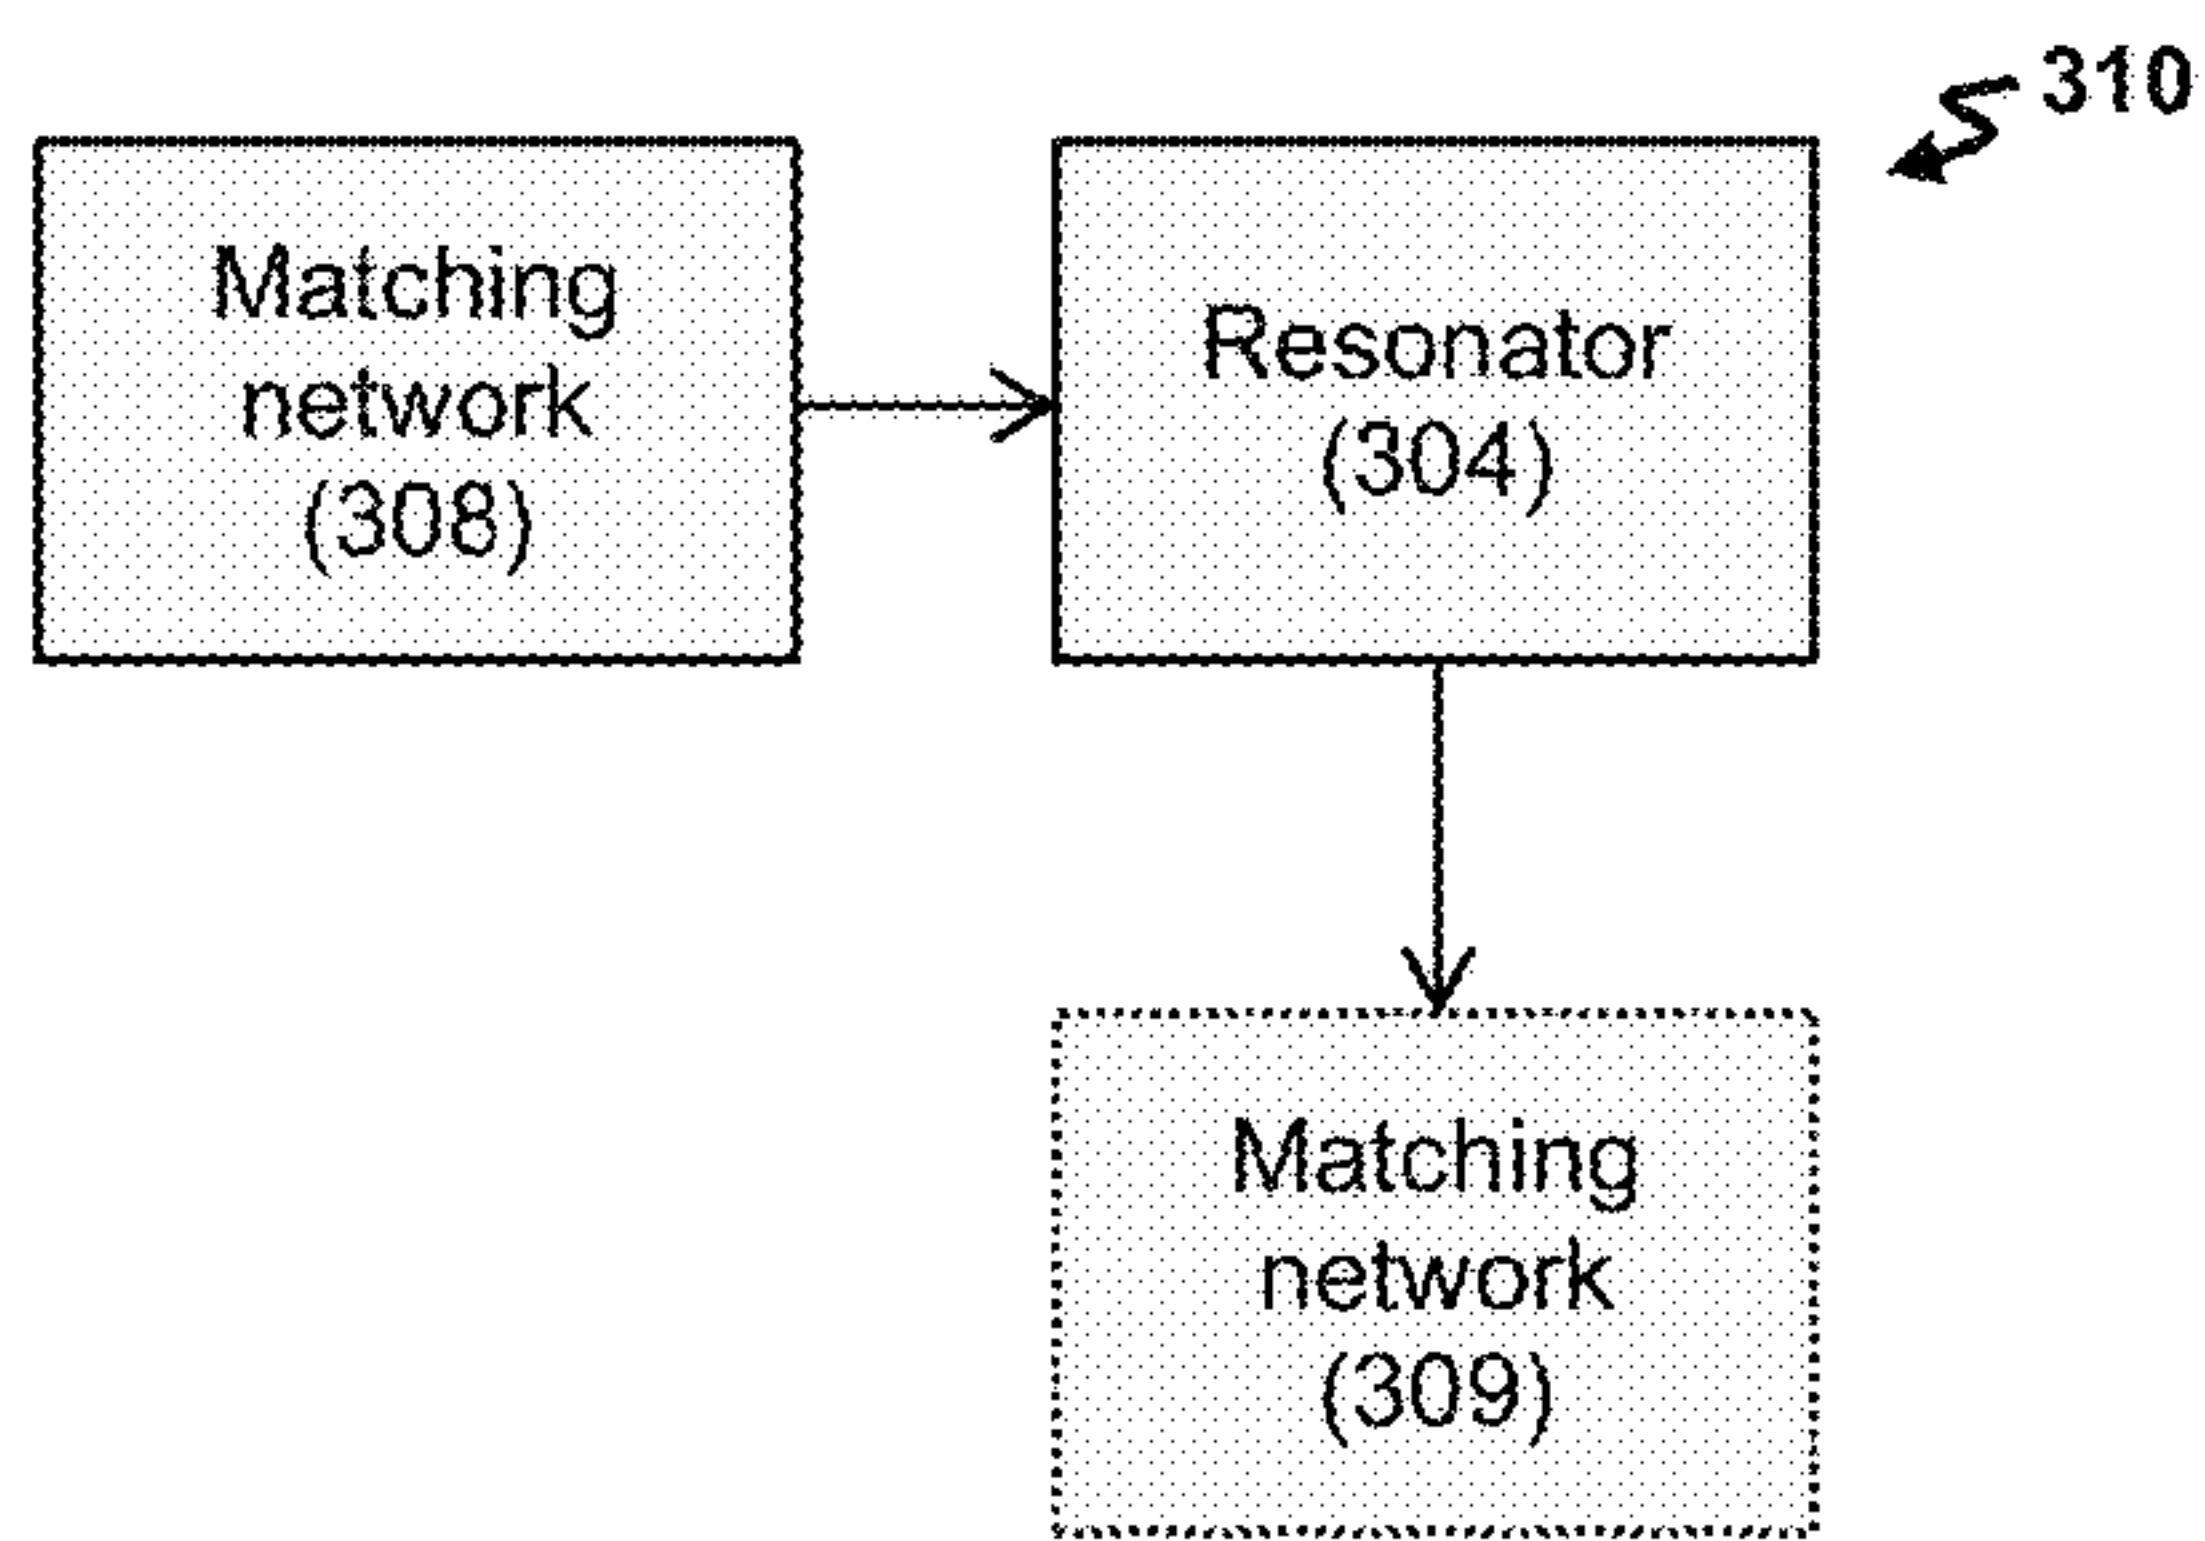 310
Matching
network
(308)
Resonator
(304)
Matching
network
(309)